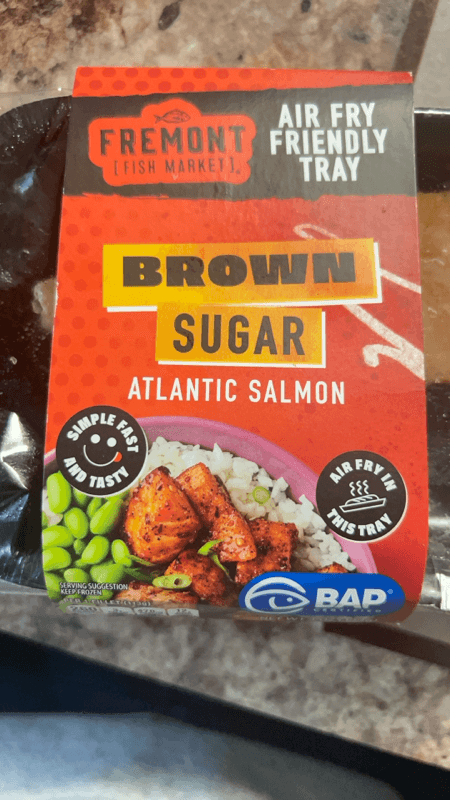 FREMONT
[FISH MARKET].
AIR FRY
FRIENDLY
TRAY
BROWN
SUGAR
ATLANTIC SALMON
SIMPLE FAST
AND TASTY
AIR FRY IN
THIS TRAY
SERVING SUGGESTION
KEEP FROZEN
BAP®
CERTIFIED